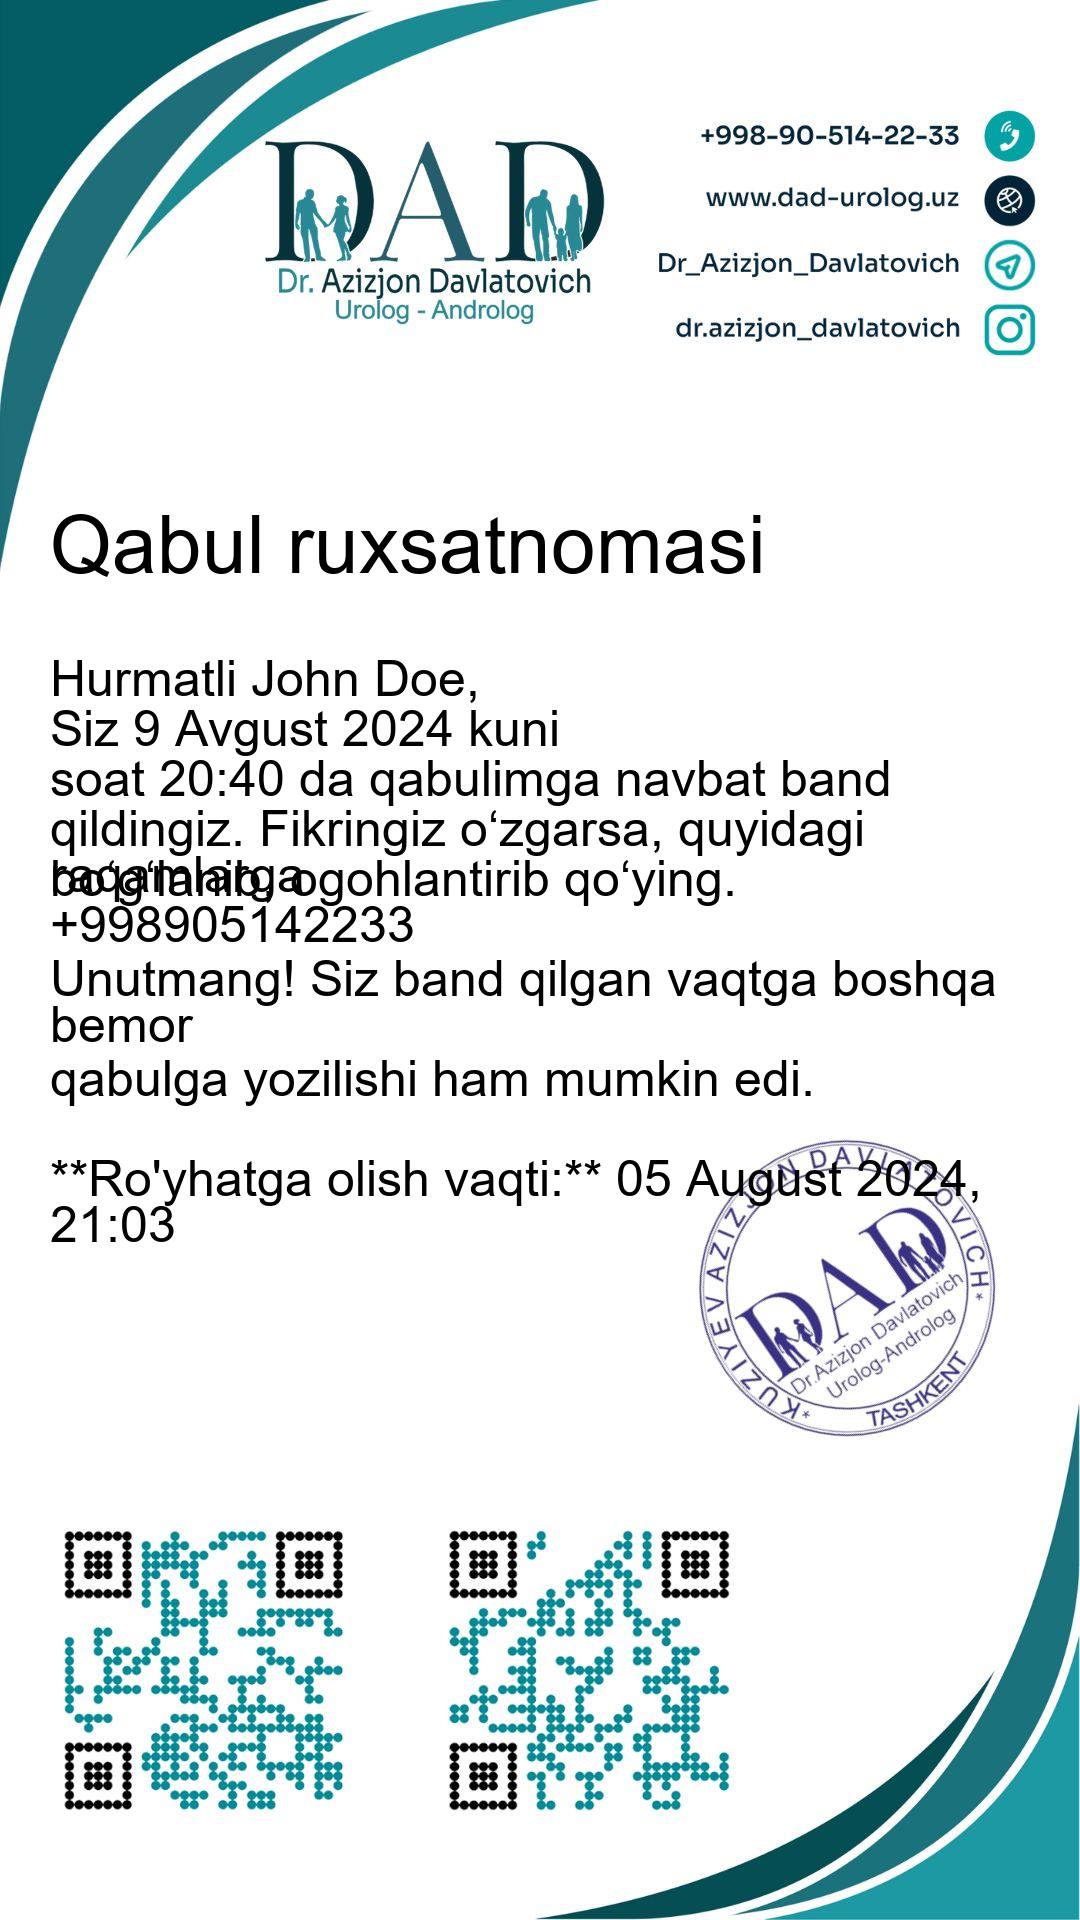 DAD
Dr. Azizjon Davlatovich
Urolog - Androlog
+998-90-514-22-33
www.dad-urolog.uz
Dr_Azizjon_Davlatovich
dr.azizjon_davlatovich
Qabul ruxsatnomasi
Hurmatli John Doe,
Siz 9 Avgust 2024 kuni
soat 20:40 da qabulimga navbat band
qildingiz. Fikringiz o‘zgarsa, quyidagi
raqamlarga
bo‘g‘lanib, ogohlantirib qo‘ying.
+998905142233
Unutmang! Siz band qilgan vaqtga boshqa
bemor
qabulga yozilishi ham mumkin edi.
**Ro'yhatga olish vaqti:** 05 August 2024,
21:03
*KUZIYEV AZIZJON DAVLATOVICH*
DAD
Dr.Azizjon Davlatovich
Urolog-Androlog
TASHKENT